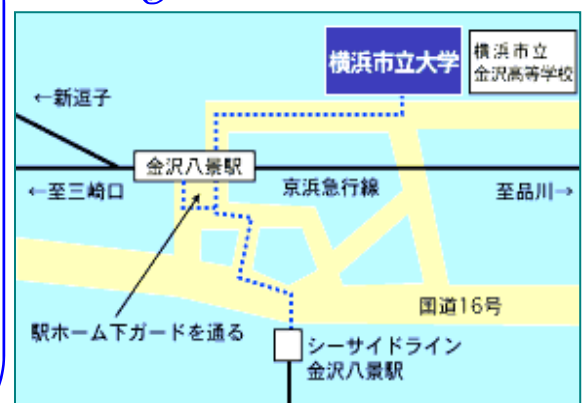 横浜市立大学
横浜市立
金沢高等学校
←新逗子
金沢八景駅
←至三崎口
京浜急行線
至品川→
国道16号
駅ホーム下ガードを通る
シーサイドライン
金沢八景駅